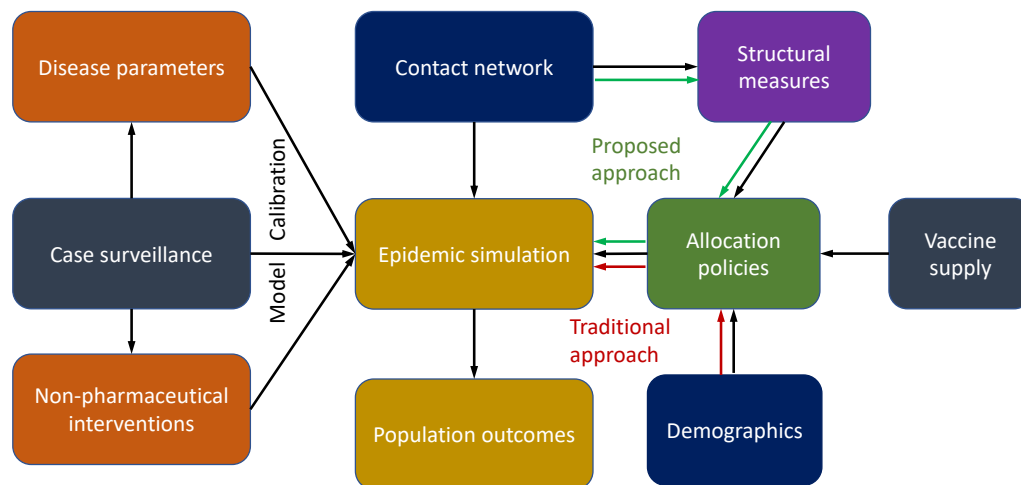 Disease parameters
Contact network
Structural
measures
Proposed
approach
Calibration
Model
Case surveillance
Epidemic simulation
Allocation
policies
Vaccine
supply
Traditional
approach
Non-pharmaceutical
interventions
Population outcomes
Demographics